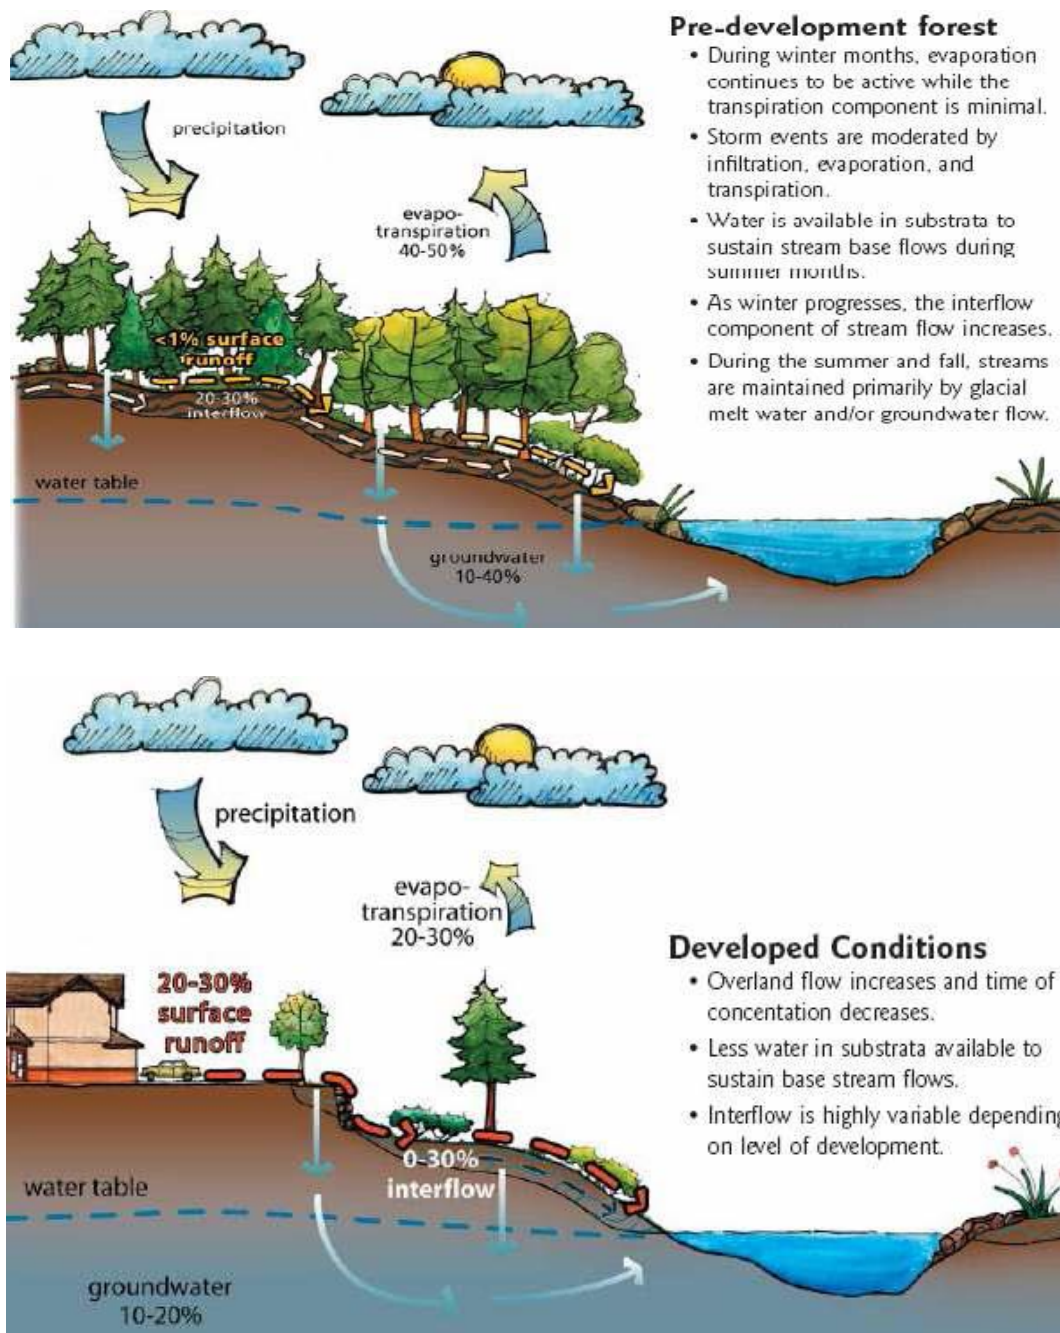 Pre-development forest
• During winter months, evaporation
continues to be active while the
transpiration component is minimal.
• Storm events are moderated by
infiltration, evaporation, and
transpiration.
• Water is available in substrata to
sustain stream base flows during
summer months.
• As winter progresses, the interflow
component of stream flow increases.
• During the summer and fall, streams
are maintained primarily by glacial
melt water and/or groundwater flow.
precipitation
evapo-
transpiration
40-50%
<1% surface
runoff
20-30%
interflow
water table
groundwater
10-40%
precipitation
evapo-
transpiration
20-30%
20-30%
surface
runoff
0-30%
interflow
water table
groundwater
10-20%
Developed Conditions
• Overland flow increases and time of
concentation decreases.
• Less water in substrata available to
sustain base stream flows.
• Interflow is highly variable depending
on level of development.